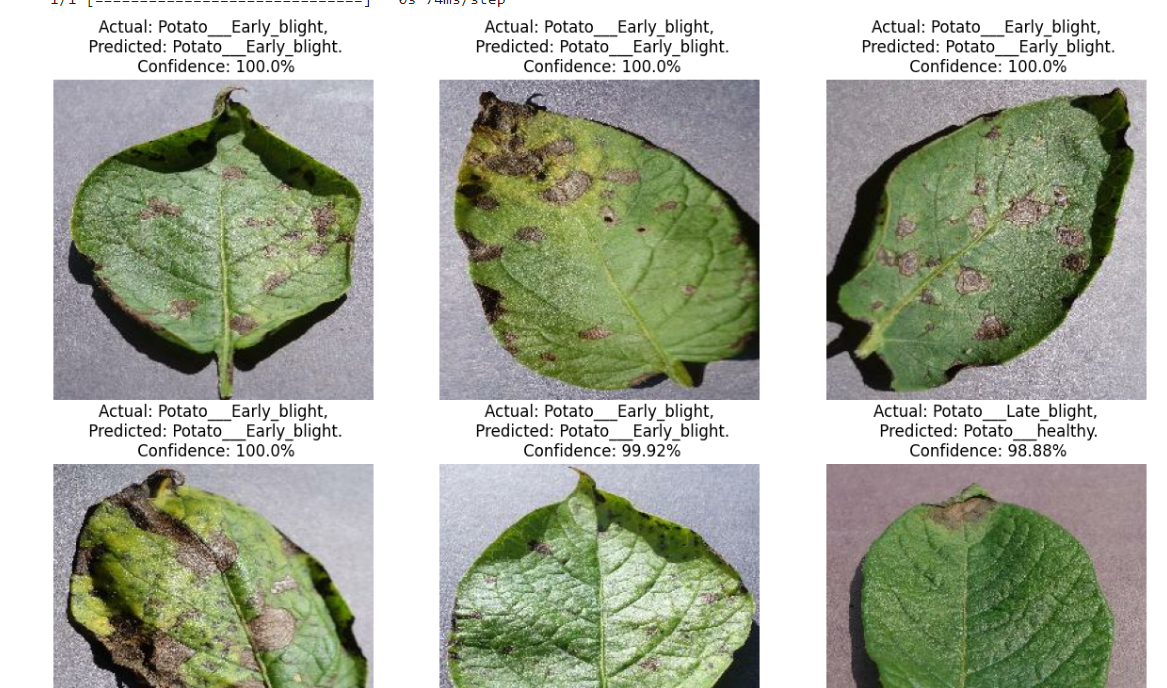 Actual: Potato___Early_blight,
Predicted: Potato___Early_blight.
Confidence: 100.0%
Actual: Potato___Early_blight,
Predicted: Potato___Early_blight.
Confidence: 100.0%
Actual: Potato___Early_blight,
Predicted: Potato___Early_blight.
Confidence: 100.0%
Actual: Potato___Early_blight,
Predicted: Potato___Early_blight.
Confidence: 100.0%
Actual: Potato___Early_blight,
Predicted: Potato___Early_blight.
Confidence: 99.92%
Actual: Potato___Late_blight,
Predicted: Potato___healthy.
Confidence: 98.88%